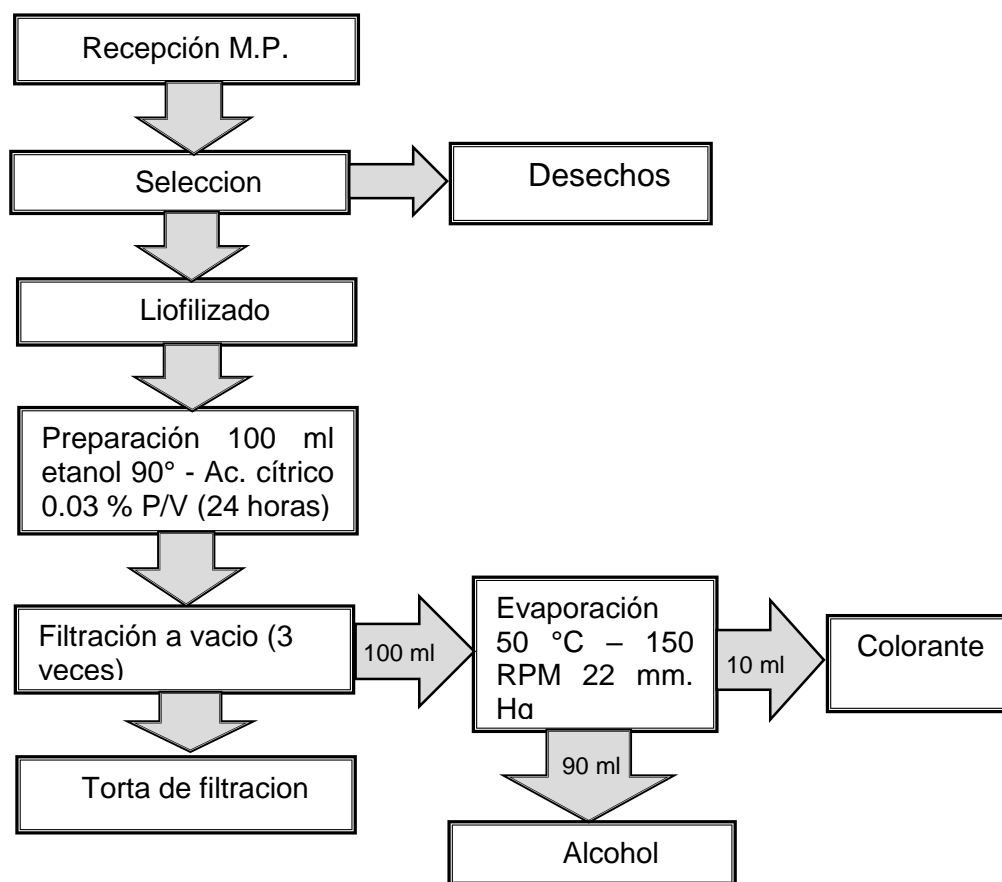 Recepción M.P.
Seleccion
Desechos
Liofilizado
Preparación 100 ml
etanol 90° - Ac. cítrico
0.03 % P/V (24 horas)
Filtración a vacio (3
veces)
100 ml
Evaporación
50 °C – 150
RPM 22 mm.
Hg
10 ml
Colorante
Torta de filtracion
90 ml
Alcohol